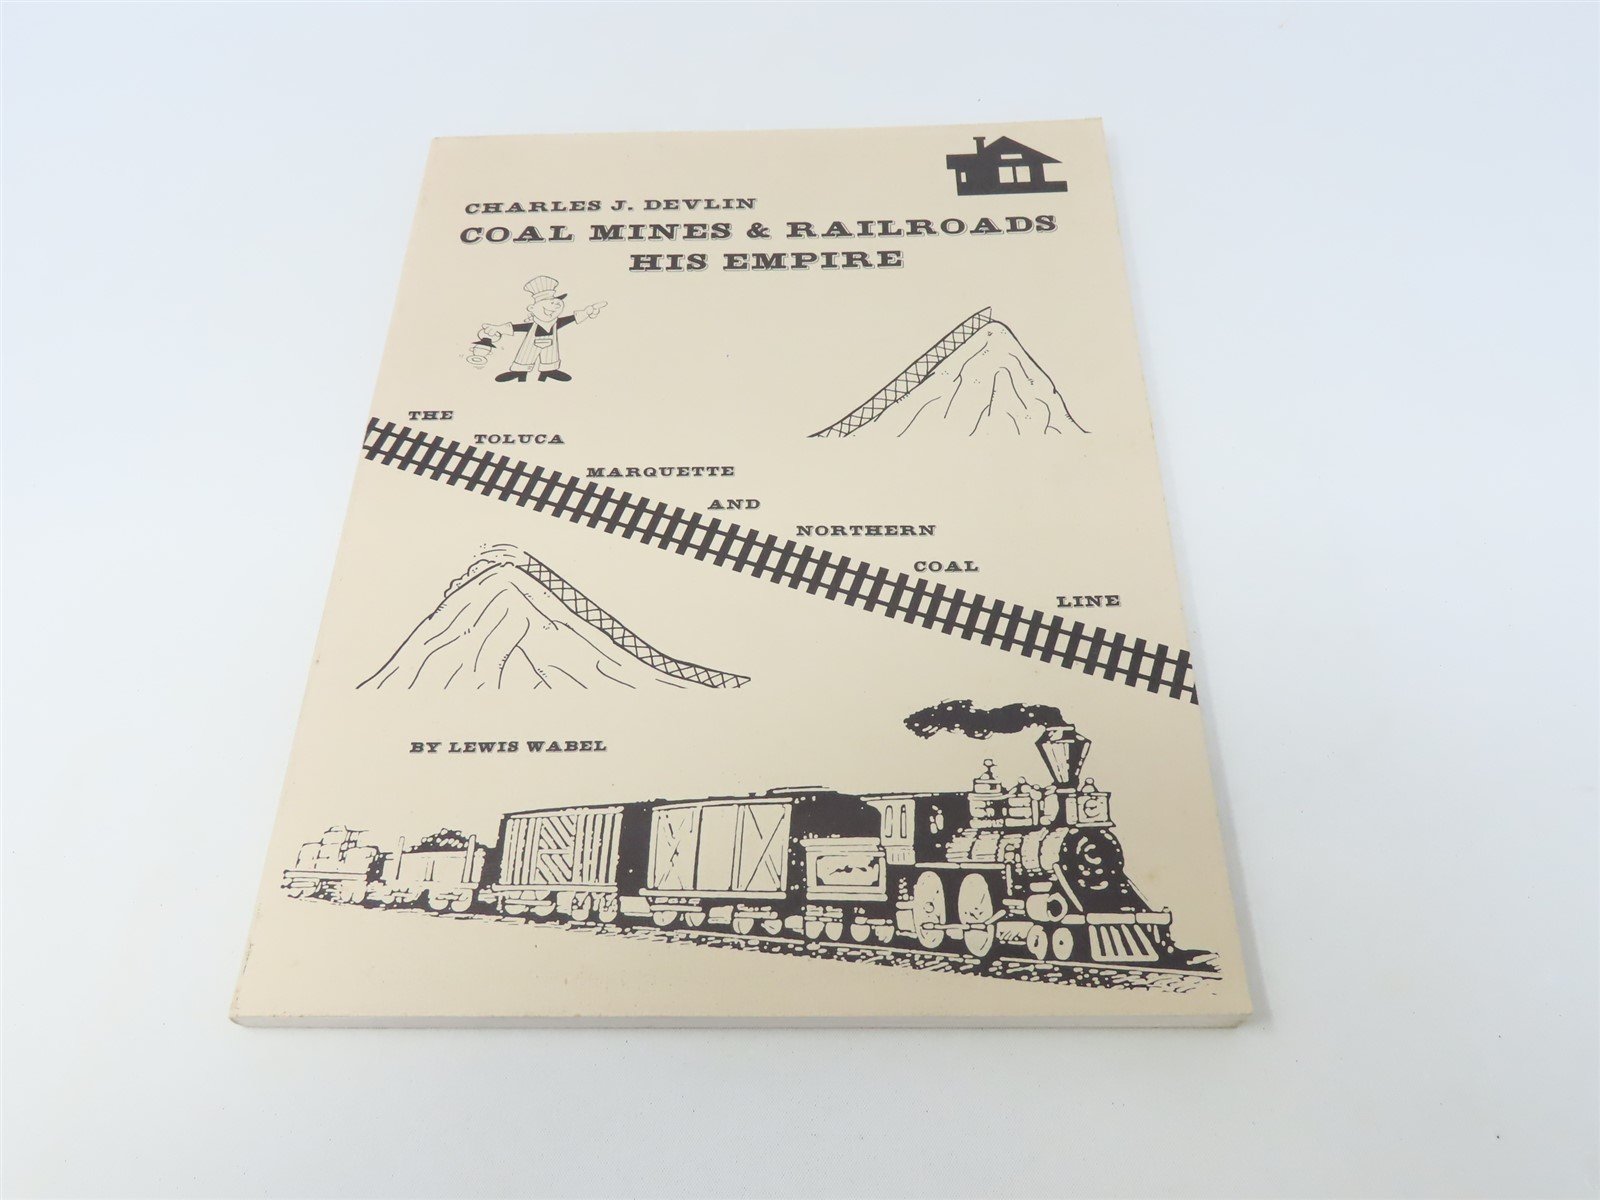 CHARLES J. DEVLIN
COAL MINES & RAILROADS
HIS EMPIRE
THE
TOLUCA
MARQUETTE
AND
NORTHERN
COAL
LINE
BY LEWIS WABEL